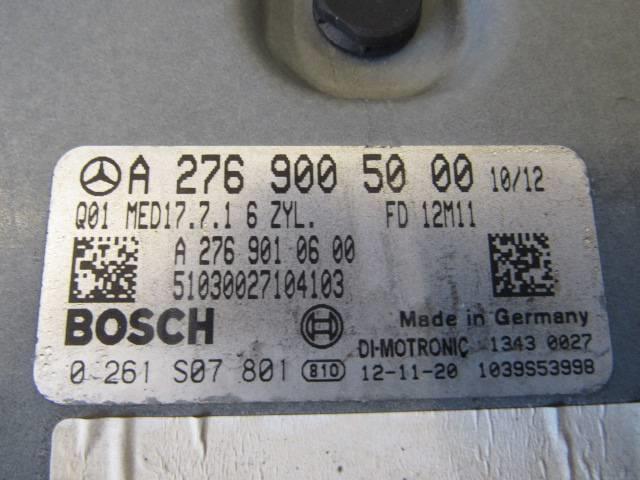 A 276 900 50 00 10/12
Q01 MED17.7.1 6 ZYL. FD 12M11
A 276 901 06 00
51030027104103
BOSCH Made in Germany
DI-MOTRONIC 1343 0027
0 261 S07 801 810 12-11-20 1039S53998